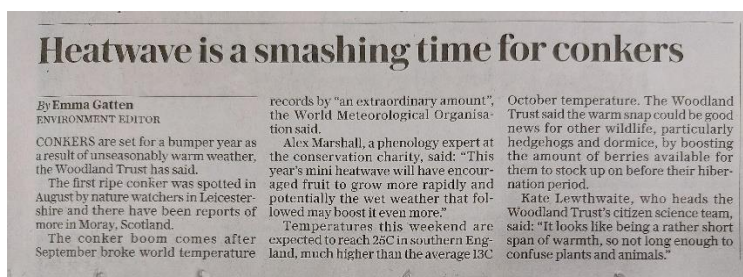 Heatwave is a smashing time for conkers
By Emma Gatten
ENVIRONMENT EDITOR
CONKERS are set for a bumper year as
a result of unseasonably warm weather,
the Woodland Trust has said.
The first ripe conker was spotted in
August by nature watchers in Leicester-
shire and there have been reports of
more in Moray, Scotland.
The conker boom comes after
September broke world temperature
records by “an extraordinary amount”,
the World Meteorological Organisa-
tion said.
Alex Marshall, a phenology expert at
the conservation charity, said: “This
year’s mini heatwave will have encour-
aged fruit to grow more rapidly and
potentially the wet weather that fol-
lowed may boost it even more.”
Temperatures this weekend are
expected to reach 25C in southern Eng-
land, much higher than the average 13C
October temperature. The Woodland
Trust said the warm snap could be good
news for other wildlife, particularly
hedgehogs and dormice, by boosting
the amount of berries available for
them to stock up on before their hiber-
nation period.
Kate Lewthwaite, who heads the
Woodland Trust’s citizen science team,
said: “It looks like being a rather short
span of warmth, so not long enough to
confuse plants and animals.”